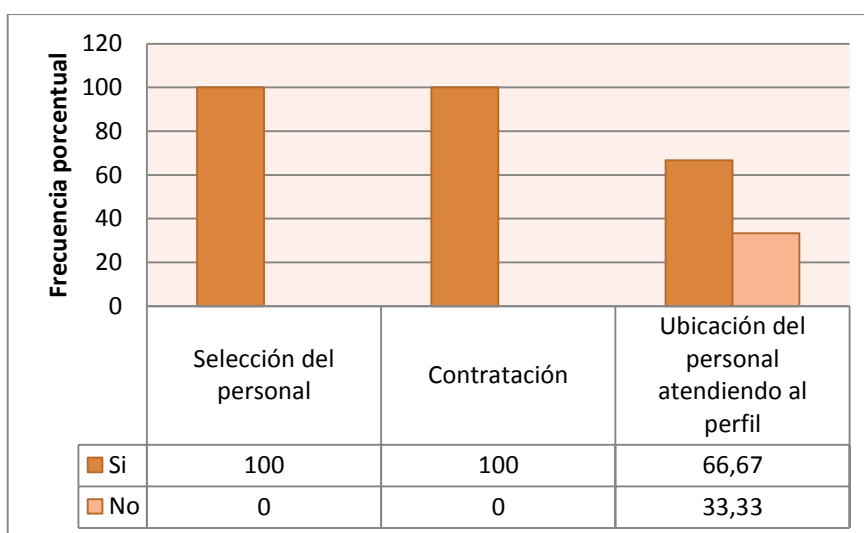 Frecuencia porcentual
120
100
80
60
40
20
0
Selección del
personal
Contratación
Ubicación del
personal
atendiendo al
perfil
Si 100 100 66,67
No 0 0 33,33